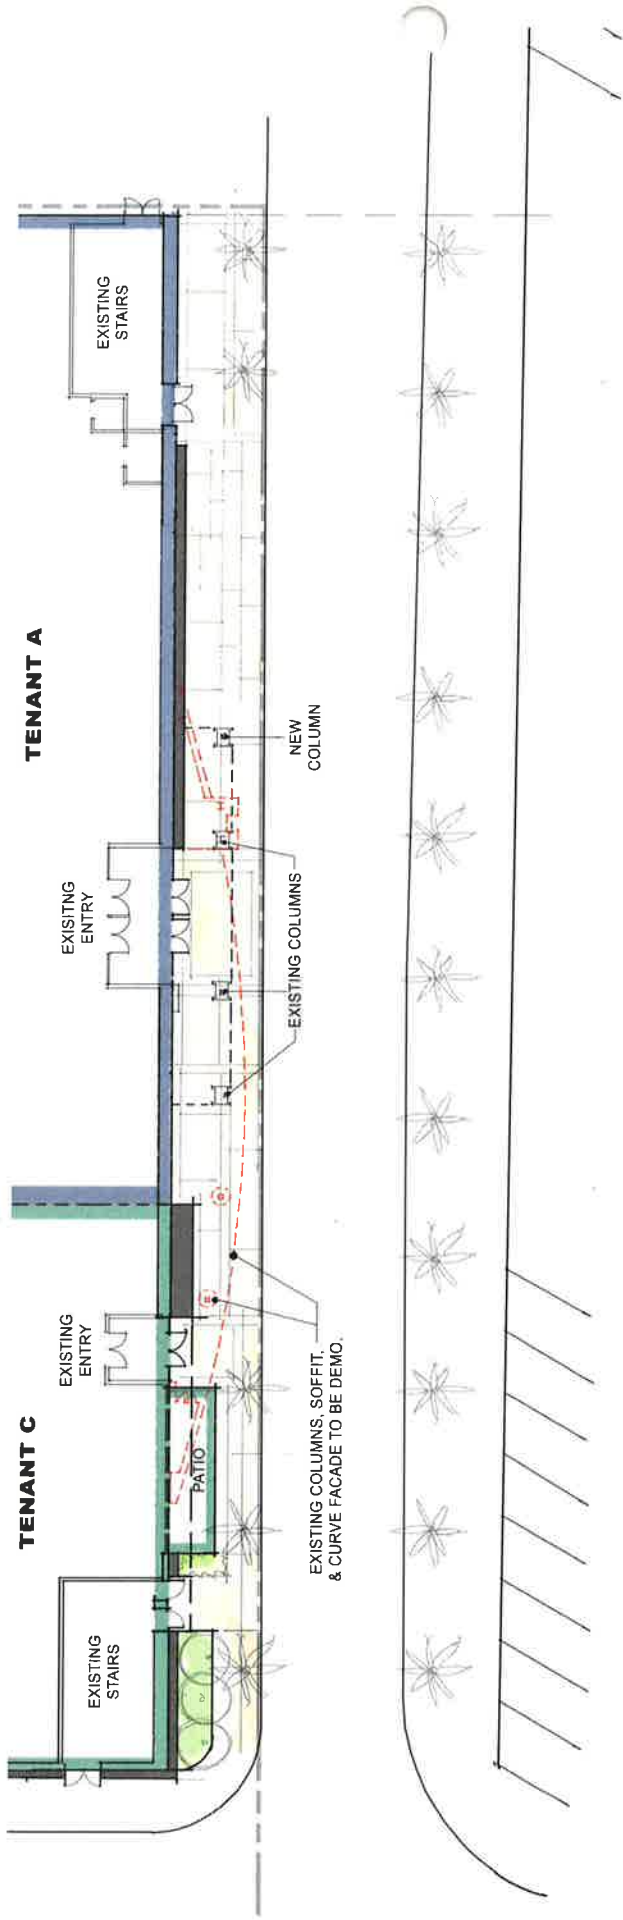 TENANT C
TENANT A
EXISTING
STAIRS
EXISTING
ENTRY
EXISITNG
ENTRY
EXISTING
STAIRS
PATIO
EXISTING COLUMNS, SOFFIT,
& CURVE FACADE TO BE DEMO.
EXISTING COLUMNS
NEW
COLUMN